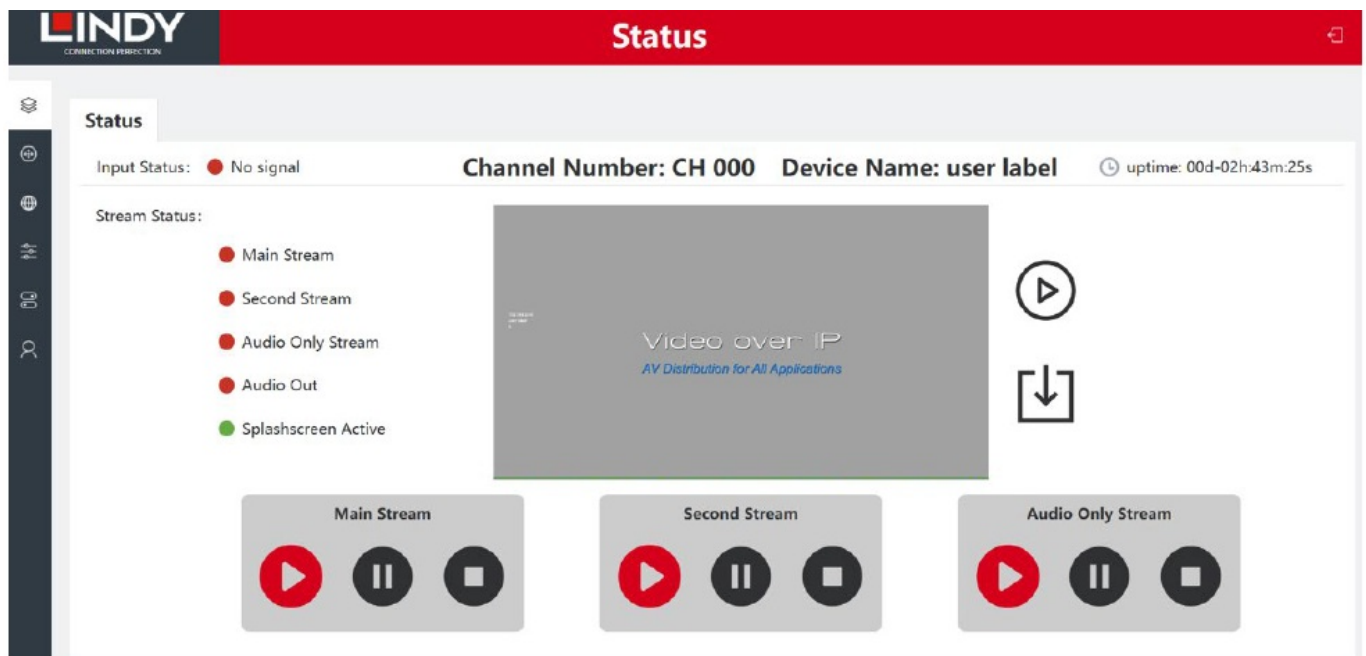 LINDY
CONNECTION PERFECTION
Status
Status
Input Status: No signal
Channel Number: CH 000 Device Name: user label
uptime: 00d-02h:43m:25s
Stream Status:
Main Stream
Second Stream
Audio Only Stream
Audio Out
Splashscreen Active
Video over IP
AV Distribution for All Applications
Main Stream
Second Stream
Audio Only Stream